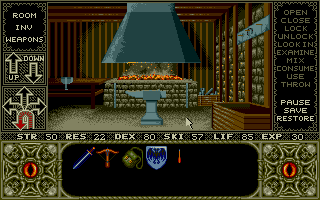 ROOM
INV
WEAPONS
UP
DOWN
OPEN
CLOSE
LOCK
UNLOCK
LOOK IN
EXAMINE
MIX
CONSUME
USE
THROW
PAUSE
SAVE
RESTORE
STR 50 RES 22 DEX 80 SKI 57 LIF 85 EXP 30